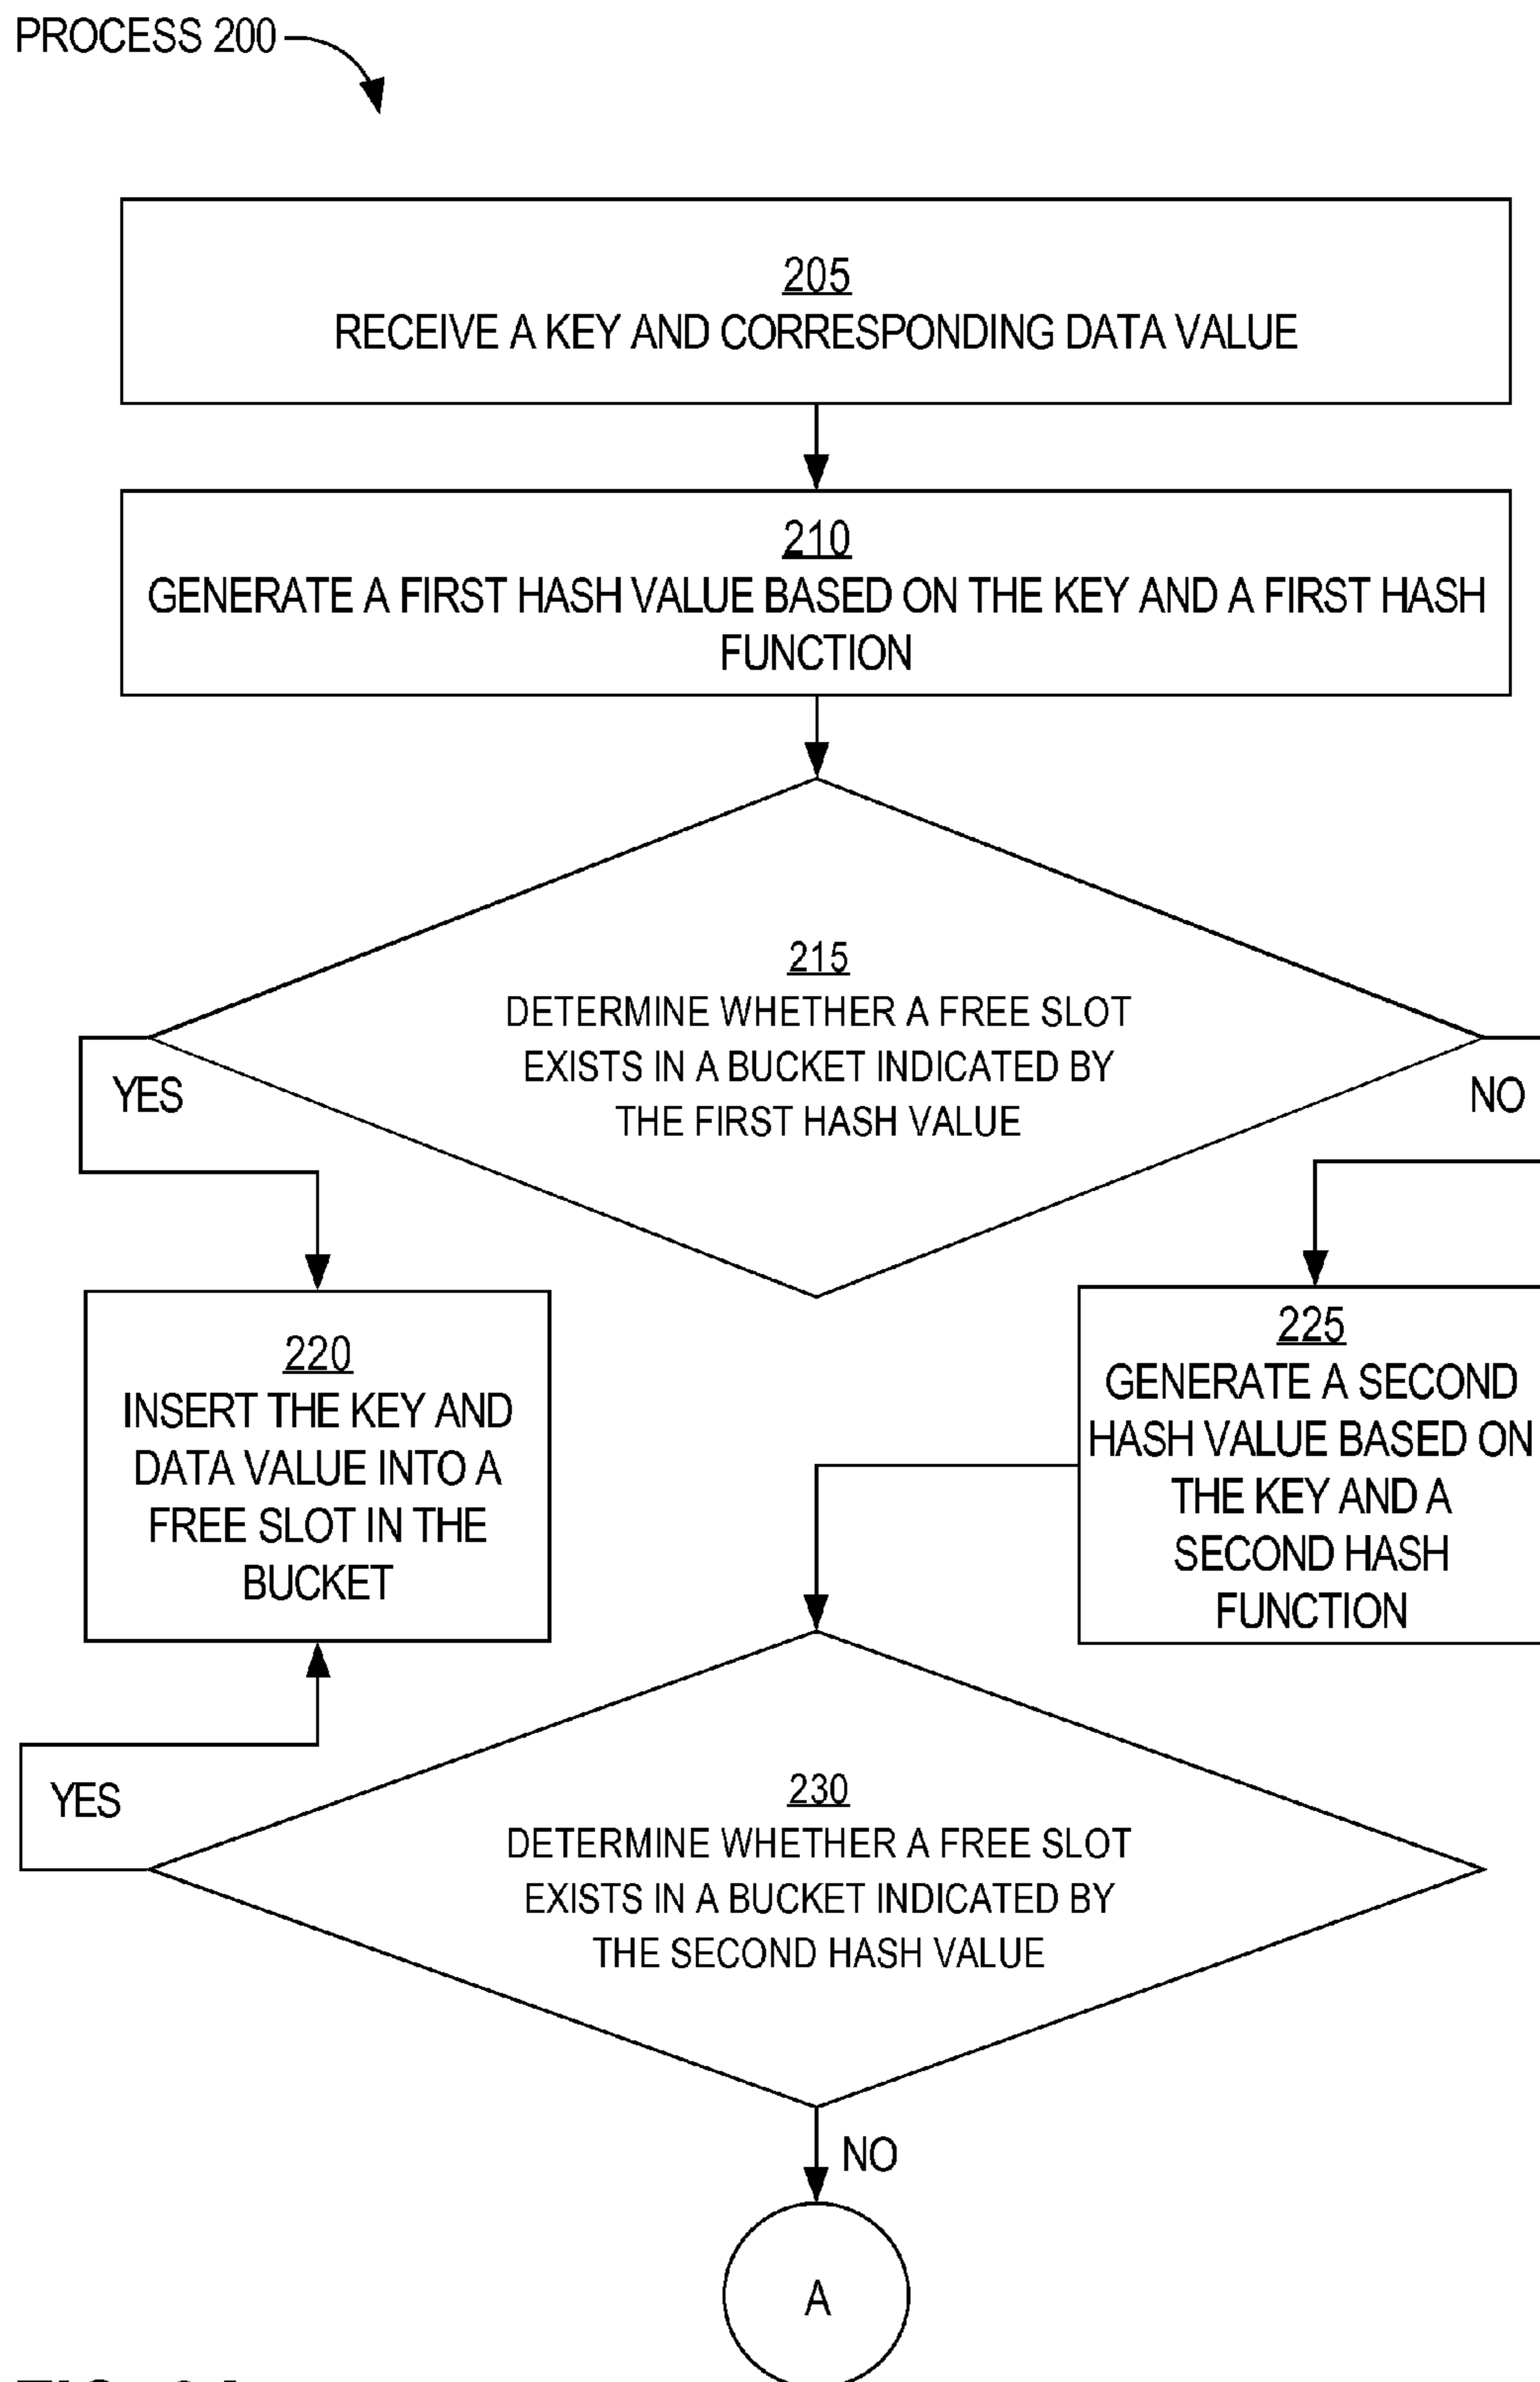 PROCESS 200
205
RECEIVE A KEY AND CORRESPONDING DATA VALUE
210
GENERATE A FIRST HASH VALUE BASED ON THE KEY AND A FIRST HASH
FUNCTION
215
DETERMINE WHETHER A FREE SLOT
EXISTS IN A BUCKET INDICATED BY
THE FIRST HASH VALUE
YES
NO
220
INSERT THE KEY AND
DATA VALUE INTO A
FREE SLOT IN THE
BUCKET
225
GENERATE A SECOND
HASH VALUE BASED ON
THE KEY AND A
SECOND HASH
FUNCTION
YES
230
DETERMINE WHETHER A FREE SLOT
EXISTS IN A BUCKET INDICATED BY
THE SECOND HASH VALUE
NO
A